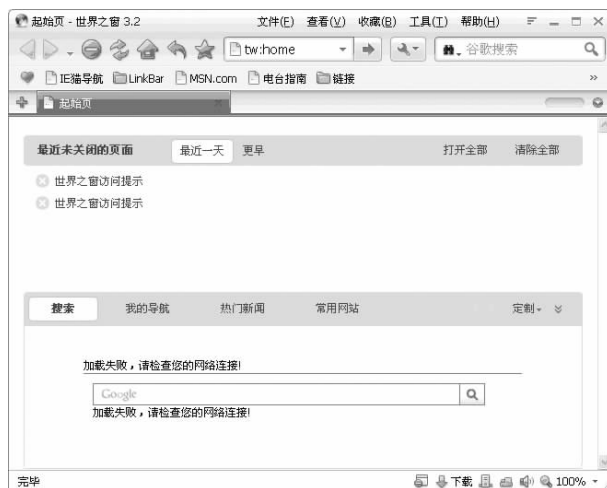 起始页 - 世界之窗 3.2 文件(F) 查看(V) 收藏(B) 工具(T) 帮助(H)
tw:home 谷歌搜索
IE猫导航 LinkBar MSN.com 电台指南 链接 »
起始页
最近未关闭的页面 最近一天 更早 打开全部 清除全部
世界之窗访问提示
世界之窗访问提示
搜索 我的导航 热门新闻 常用网站 定制
加载失败，请检查您的网络连接!
Google
加载失败，请检查您的网络连接!
完毕 下载 100%